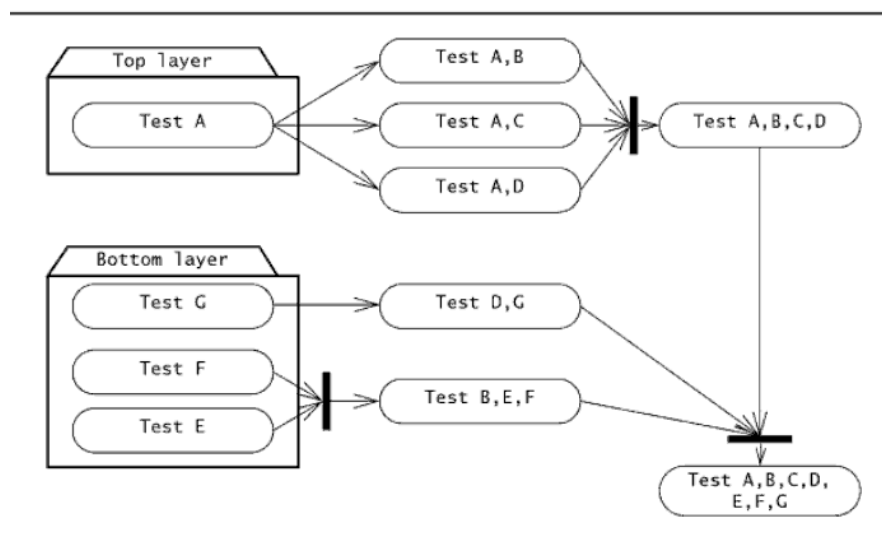 Top layer
Test A
Test A,B
Test A,C
Test A,D
Test A,B,C,D
Bottom layer
Test G
Test F
Test E
Test D,G
Test B,E,F
Test A,B,C,D,
E,F,G